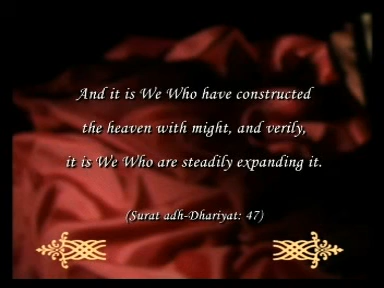 And it is We Who have constructed
the heaven with might, and verily,
it is We Who are steadily expanding it.
(Surat adh-Dhariyat: 47)